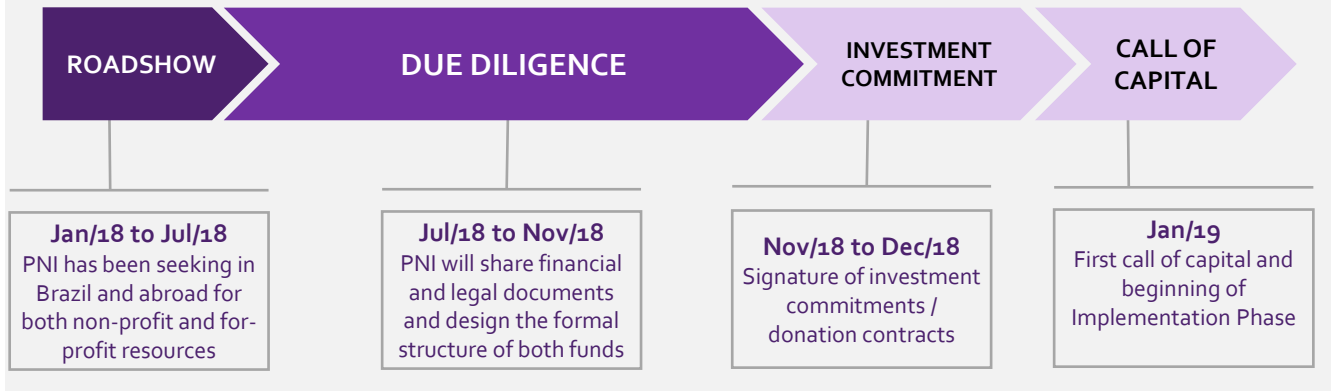 ROADSHOW
DUE DILIGENCE
INVESTMENT
COMMITMENT
CALL OF
CAPITAL
Jan/18 to Jul/18
PNI has been seeking in
Brazil and abroad for
both non-profit and for-
profit resources
Jul/18 to Nov/18
PNI will share financial
and legal documents
and design the formal
structure of both funds
Nov/18 to Dec/18
Signature of investment
commitments /
donation contracts
Jan/19
First call of capital and
beginning of
Implementation Phase